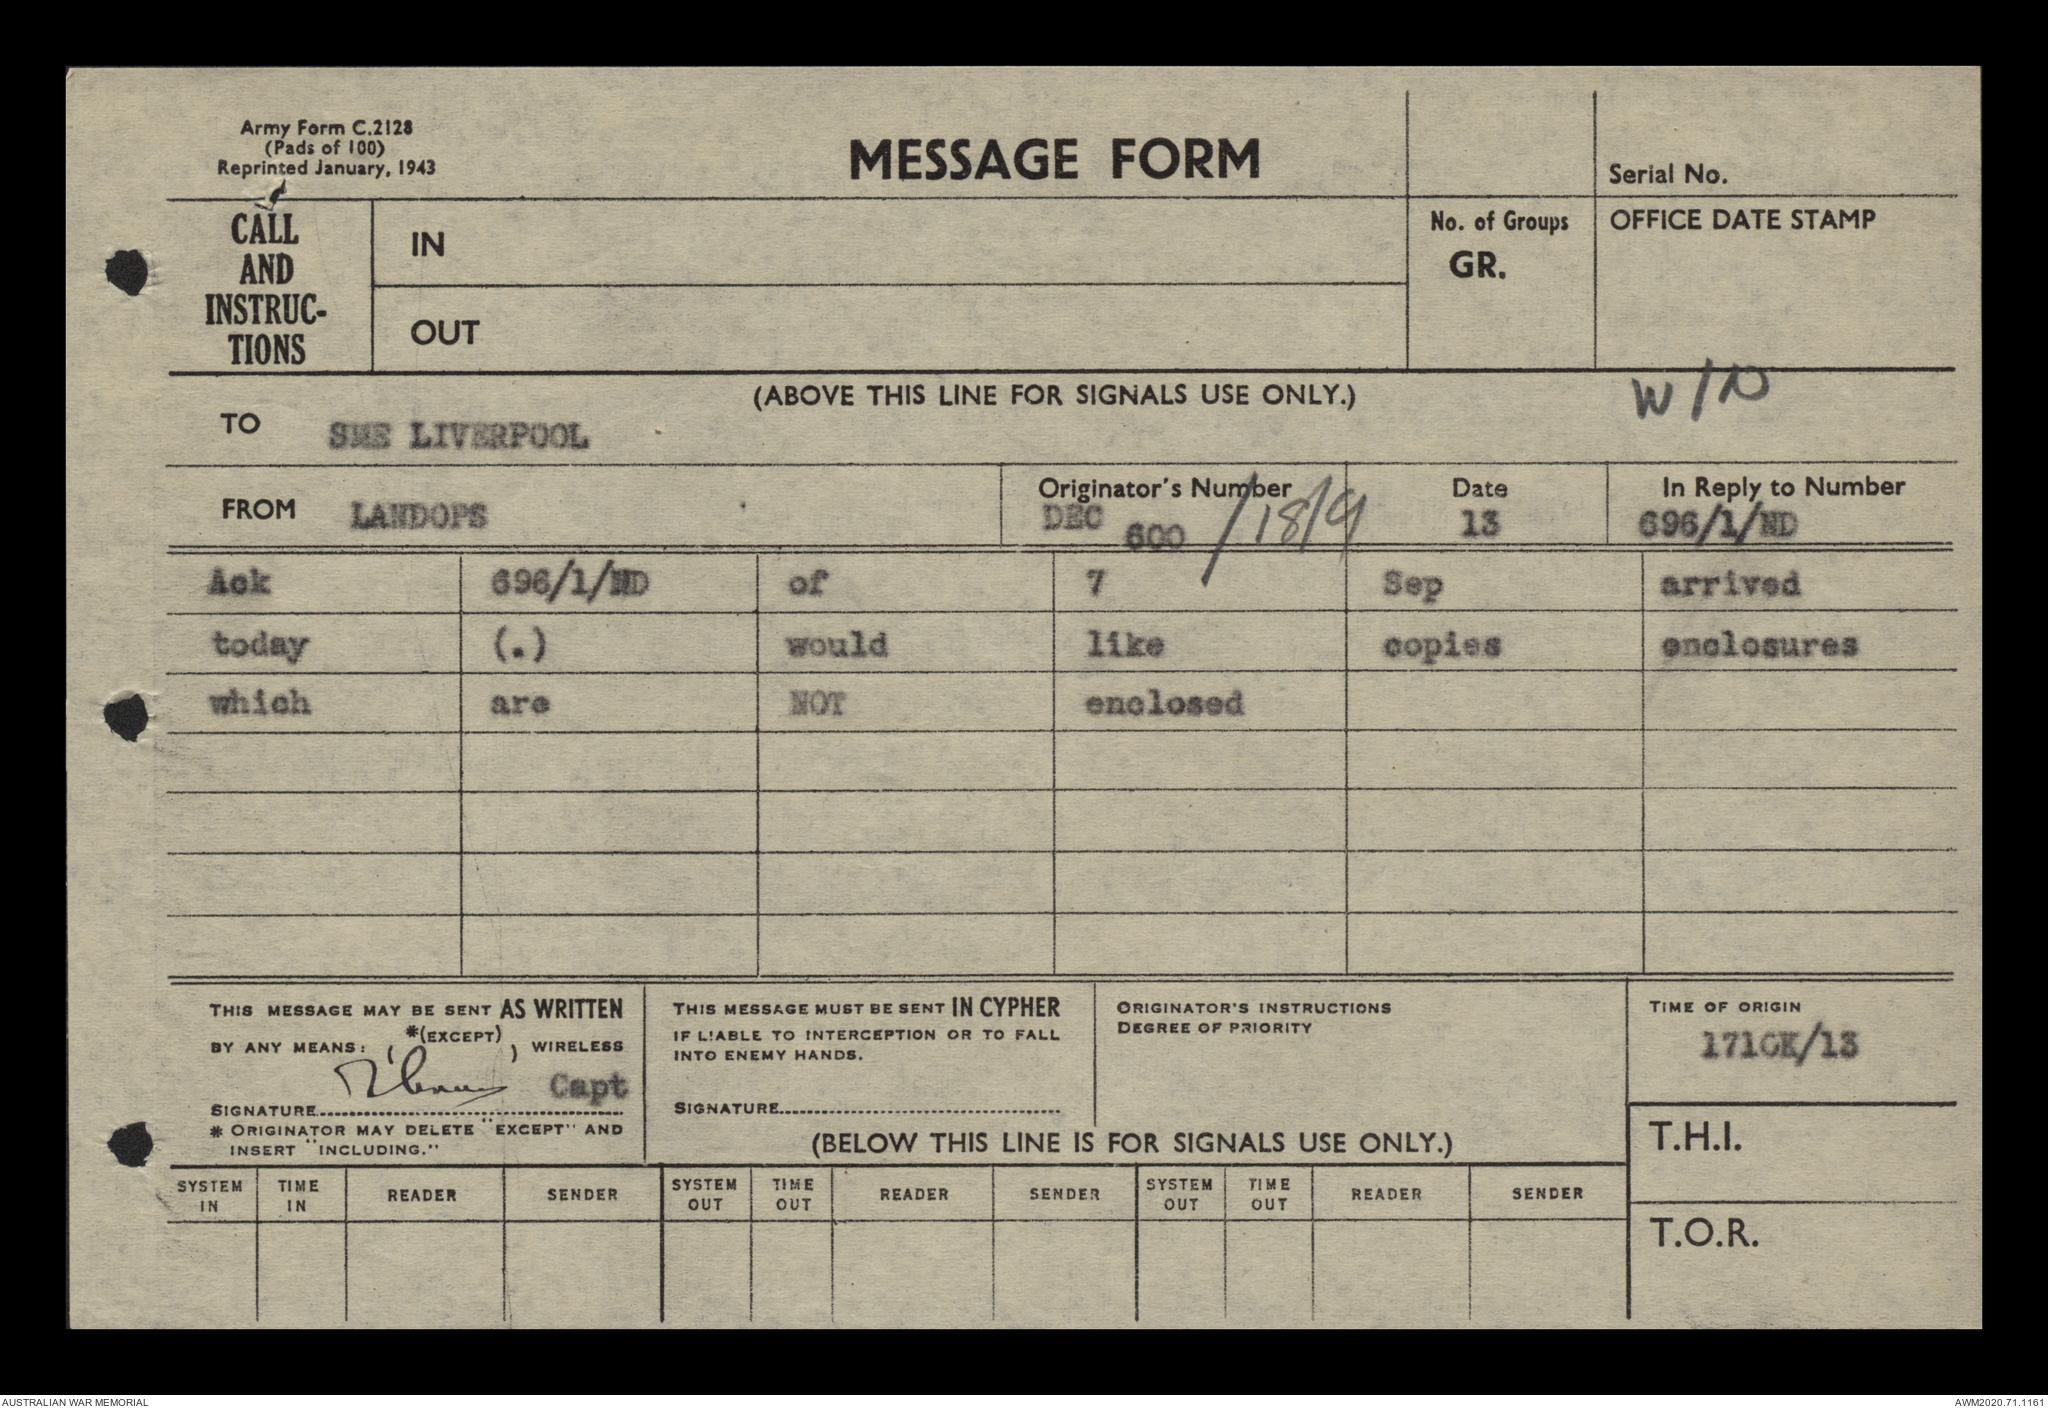 Army Form C.2128
(Pads of 100)
Reprinted January, 1943
MESSAGE FORM
Serial No.
CALL
AND
INSTRUC-
TIONS
IN
OUT
No. of Groups
GR.
OFFICE DATE STAMP
(ABOVE THIS LINE FOR SIGNALS USE ONLY.)
TO SME LIVERPOOL
FROM LANDOPS
Originator's Number
DEC 600 /18/9
Date
13
In Reply to Number
696/1/ND
Ack 696/1/ND of 7 Sep arrived
today (.) would like copies enclosures
which are NOT enclosed
THIS MESSAGE MAY BE SENT AS WRITTEN
BY ANY MEANS: (*(EXCEPT)) WIRELESS
Capt
SIGNATURE
* ORIGINATOR MAY DELETE "EXCEPT" AND
INSERT "INCLUDING."
THIS MESSAGE MUST BE SENT IN CYPHER
IF LIABLE TO INTERCEPTION OR TO FALL
INTO ENEMY HANDS.
SIGNATURE
ORIGINATOR'S INSTRUCTIONS
DEGREE OF PRIORITY
TIME OF ORIGIN
1710K/13
(BELOW THIS LINE IS FOR SIGNALS USE ONLY.)
T.H.I.
T.O.R.
SYSTEM IN TIME IN READER SENDER SYSTEM OUT TIME OUT READER SENDER SYSTEM OUT TIME OUT READER SENDER
AUSTRALIAN WAR MEMORIAL
AWM2020.71.1161